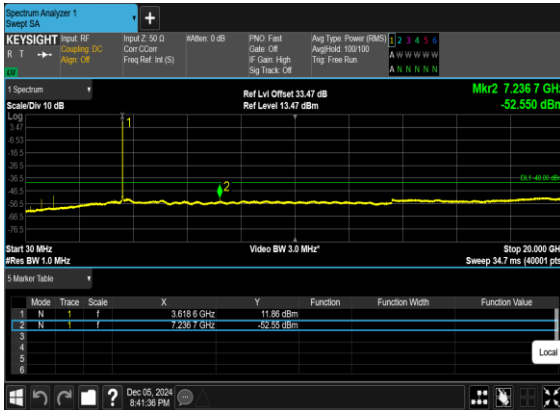 Spectrum Analyzer 1
Swept SA
+
KEYSIGHT Input: RF Input Z: 50 Ω #Atten: 0 dB PNO: Fast Avg Type: Power (RMS) 1 2 3 4 5 6
R T Coupling: DC Corr CCorr Gate: Off Avg|Hold: 100/100 A W W W W W
Align: Off Freq Ref: Int (S) IF Gain: High Trig: Free Run
Sig Track: Off A N N N N N
1 Spectrum Ref Lvl Offset 33.47 dB Mkr2 7.236 7 GHz
Scale/Div 10 dB Ref Level 13.47 dBm -52.550 dBm
Log
1
3.47
-6.53
-16.5
-26.5
-36.5 DL1 -40.00 dBm
2
-46.5
-56.5
-66.5
-76.5
Start 30 MHz Video BW 3.0 MHz* Stop 20.000 GHz
#Res BW 1.0 MHz Sweep 34.7 ms (40001 pts)
5 Marker Table
Mode Trace Scale X Y Function Function Width Function Value
1 N 1 f 3.618 6 GHz 11.86 dBm
2 N 1 f 7.236 7 GHz -52.55 dBm
3
4
5
6
Local
? Dec 05, 2024
8:41:36 PM